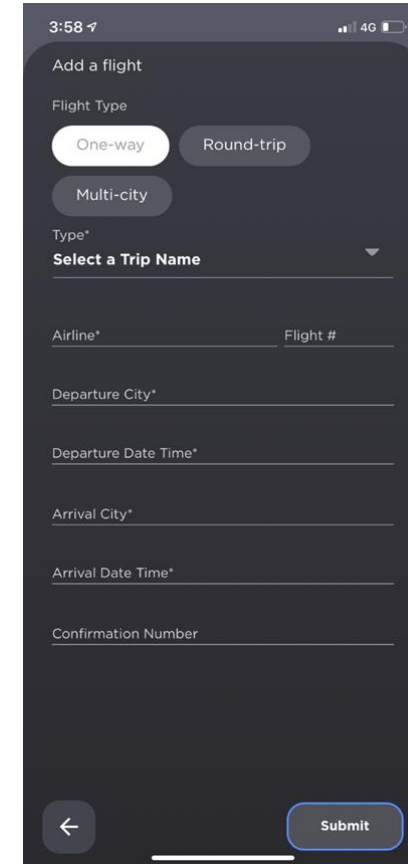 3:58
4G
Add a flight
Flight Type
One-way Round-trip
Multi-city
Type*
Select a Trip Name
Airline* Flight #
Departure City*
Departure Date Time*
Arrival City*
Arrival Date Time*
Confirmation Number
Submit